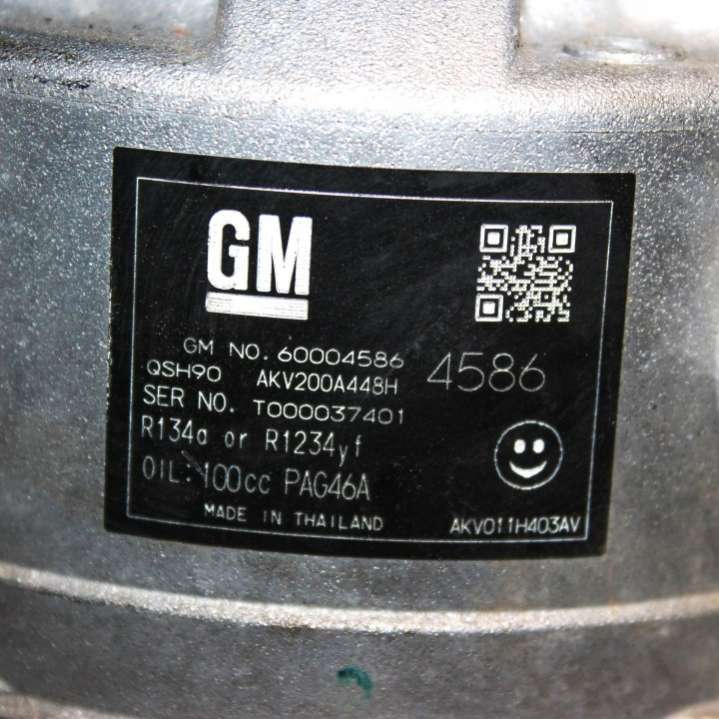 GM
GM NO. 60004586 4586
QSH90 AKV200A448H
SER NO. T000037401
R134a or R1234yf
OIL: 100cc PAG46A
MADE IN THAILAND AKV011H403AV